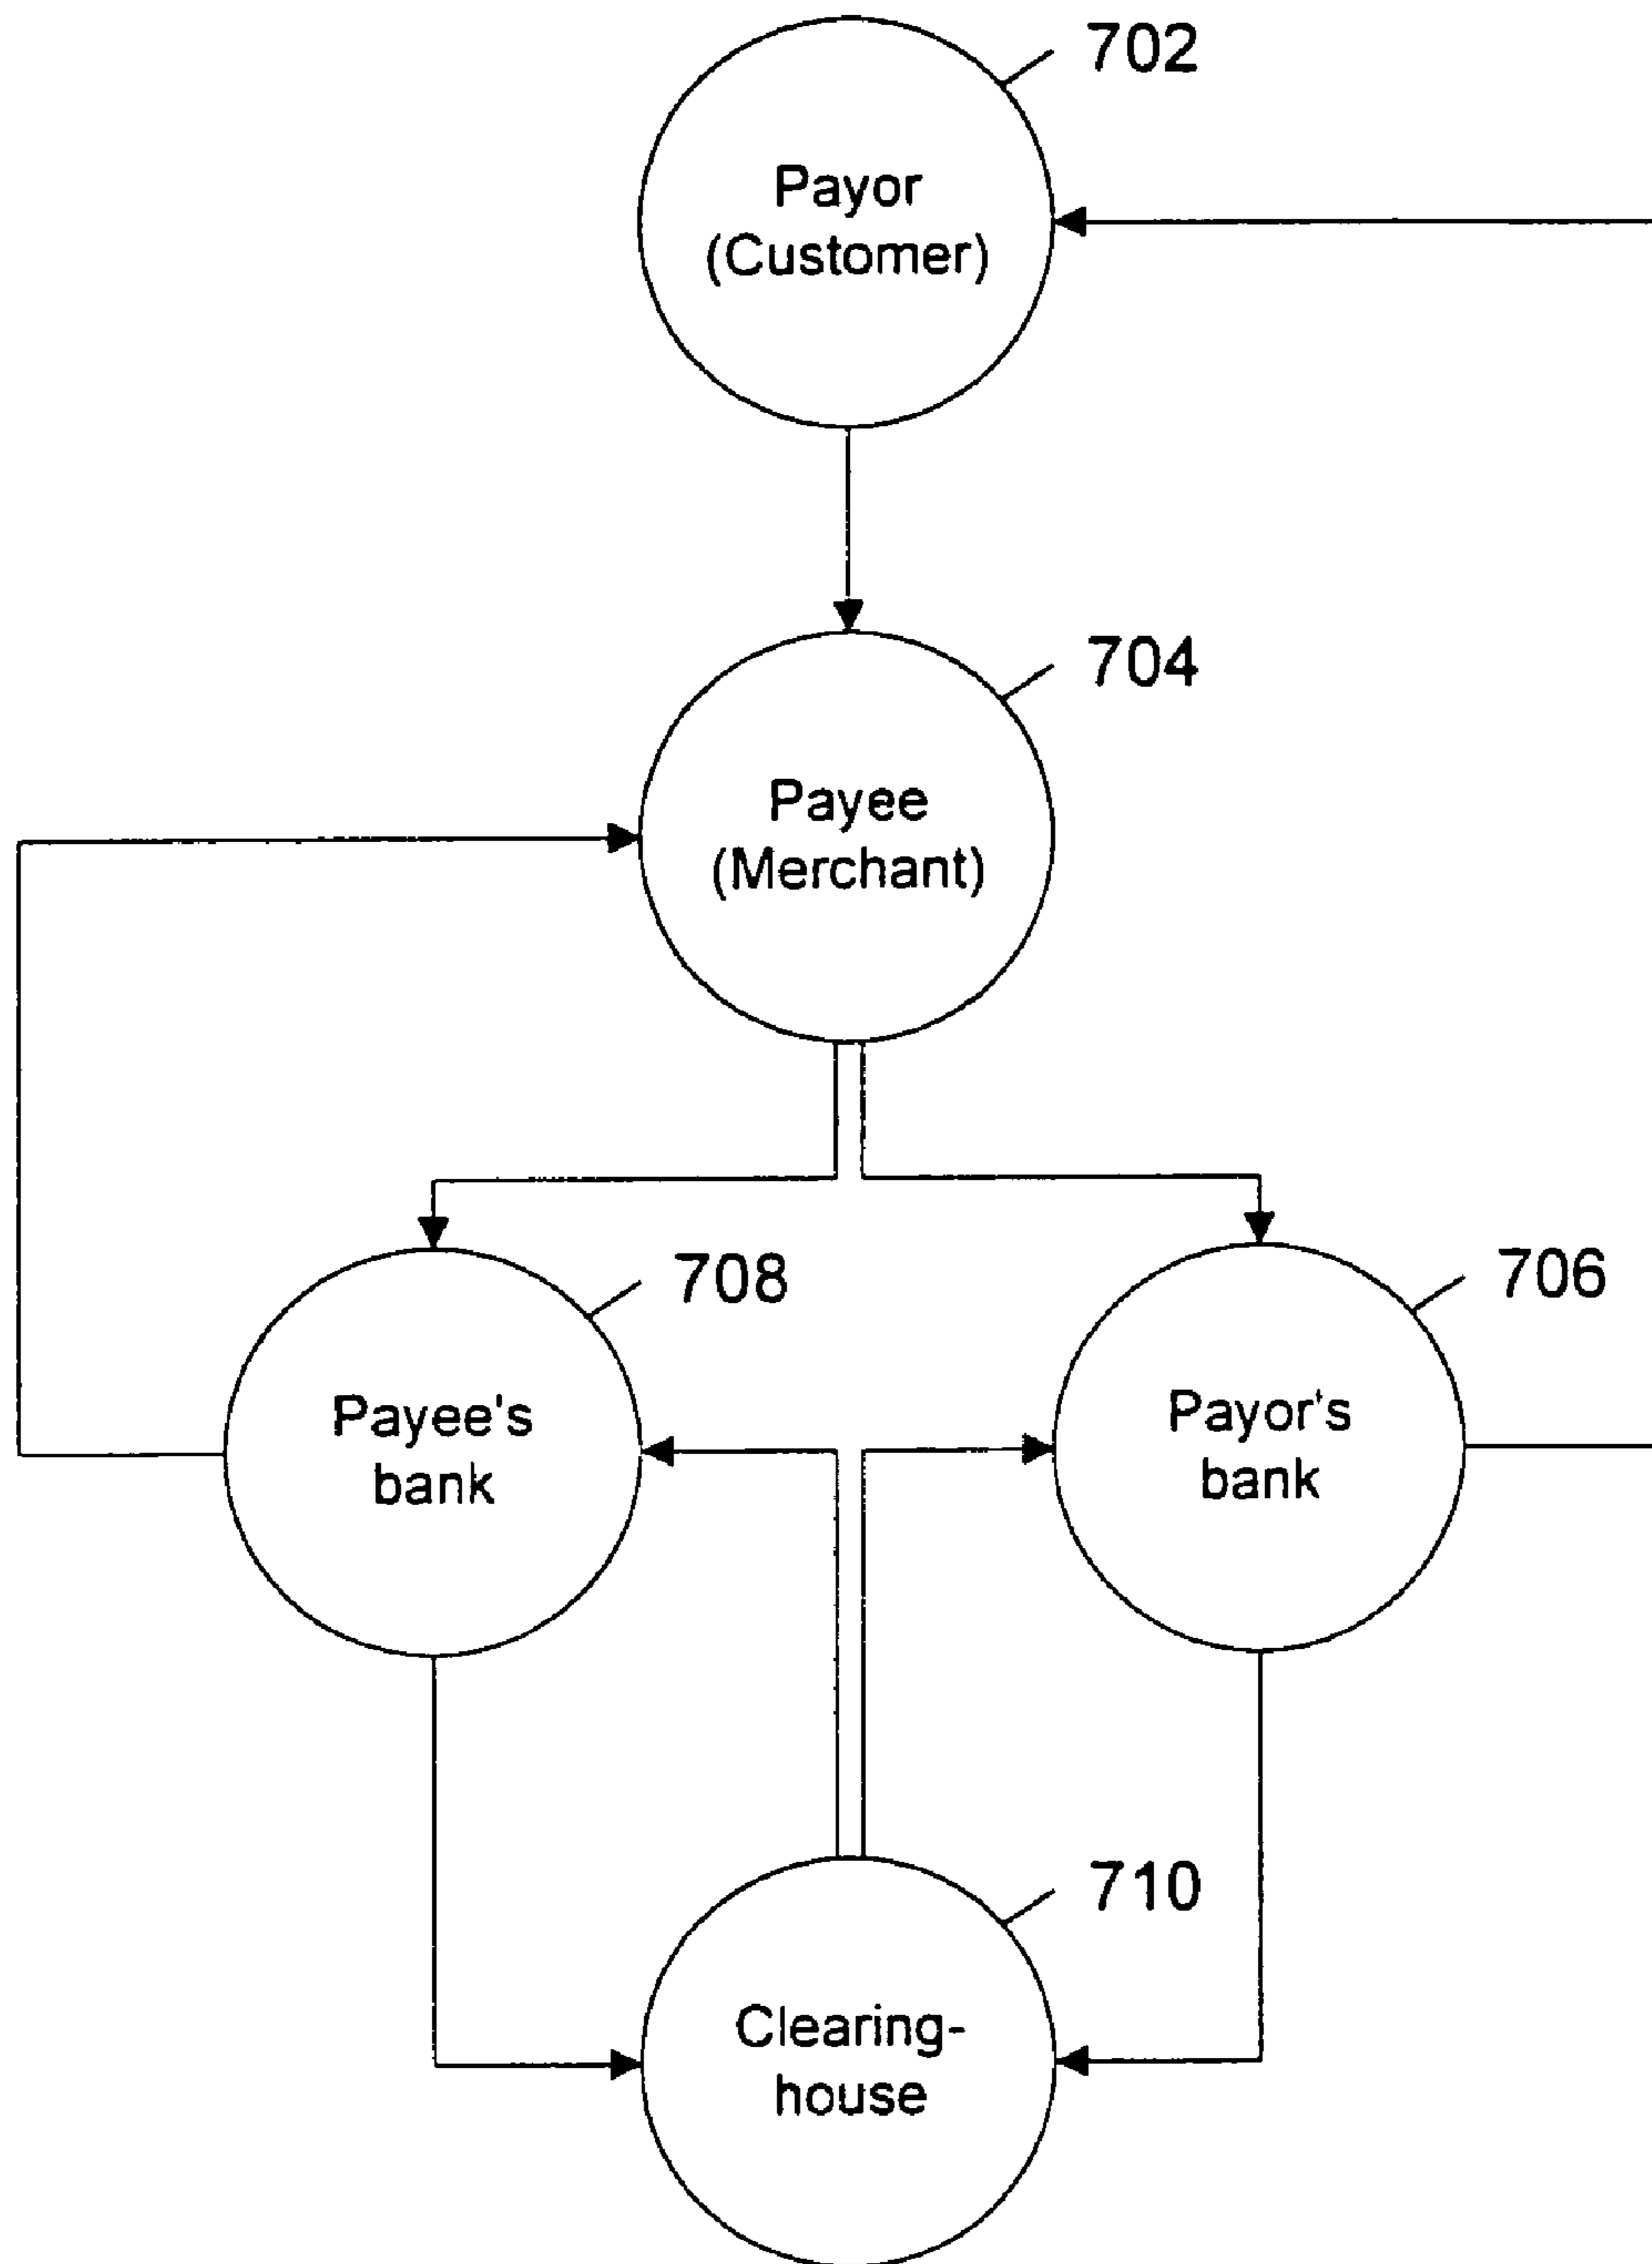 702
Payor
(Customer)
704
Payee
(Merchant)
708
Payee's
bank
706
Payor's
bank
710
Clearing-
house